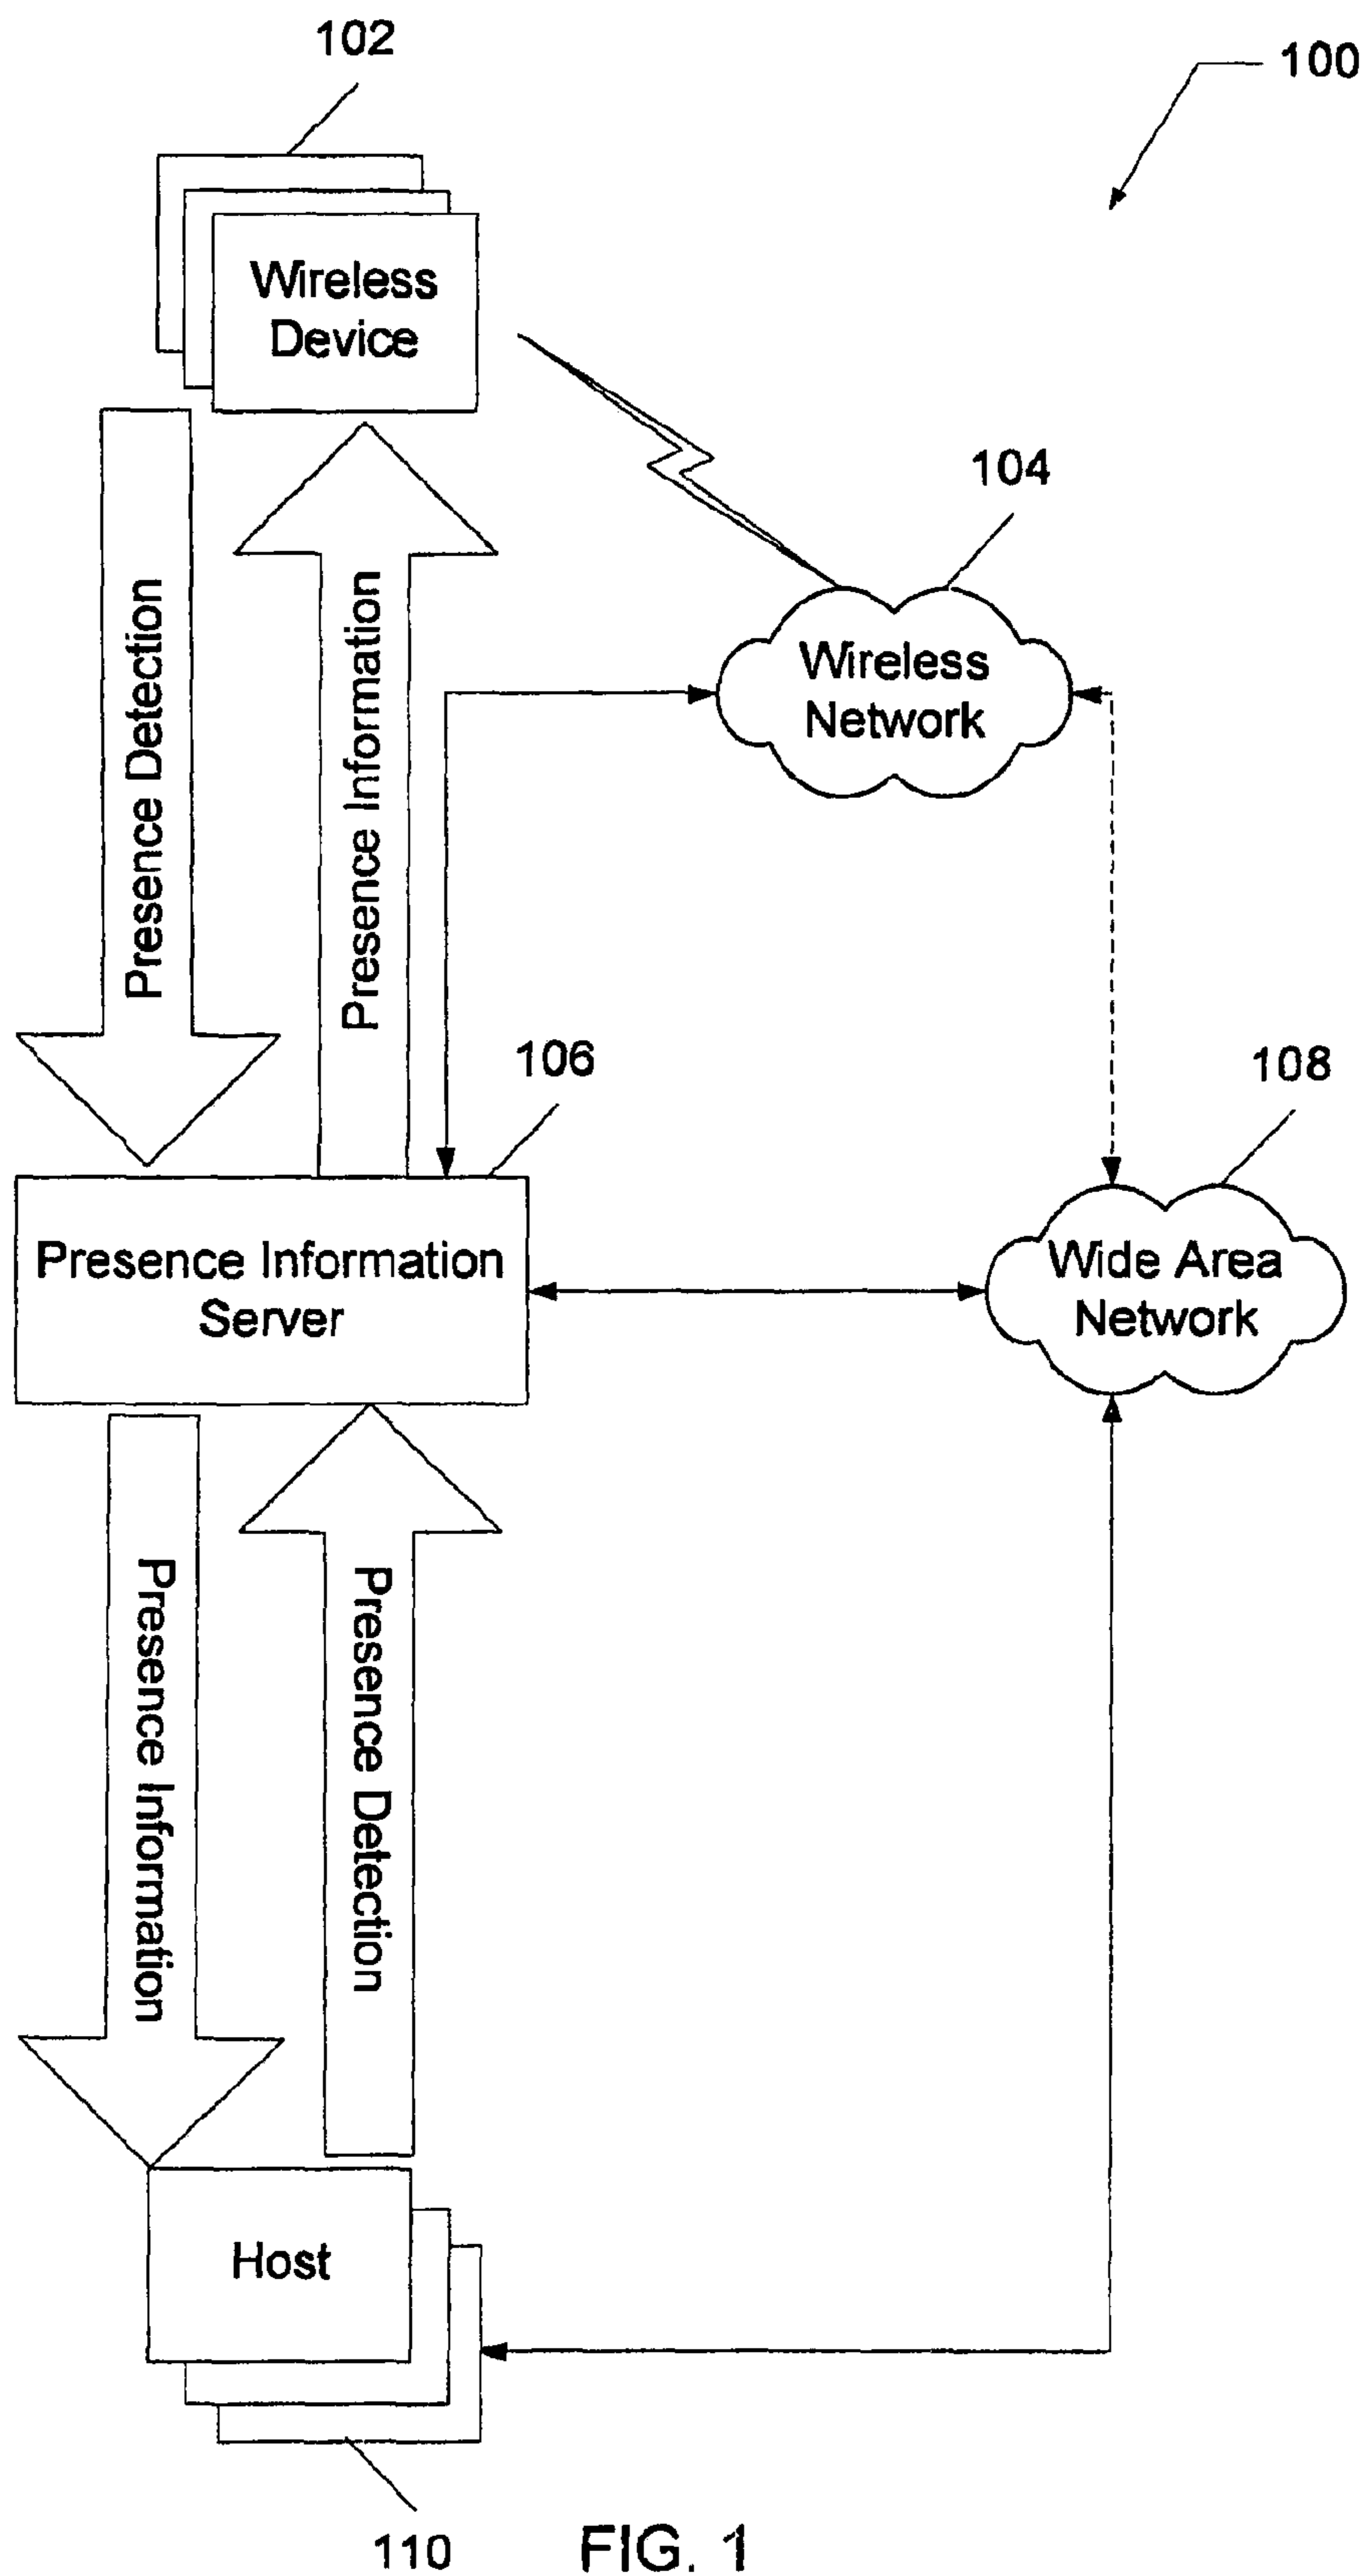 102
100
Wireless
Device
104
Wireless
Network
Presence Detection
Presence Information
106
108
Presence Information
Server
Wide Area
Network
Presence Information
Presence Detection
Host
110
FIG. 1